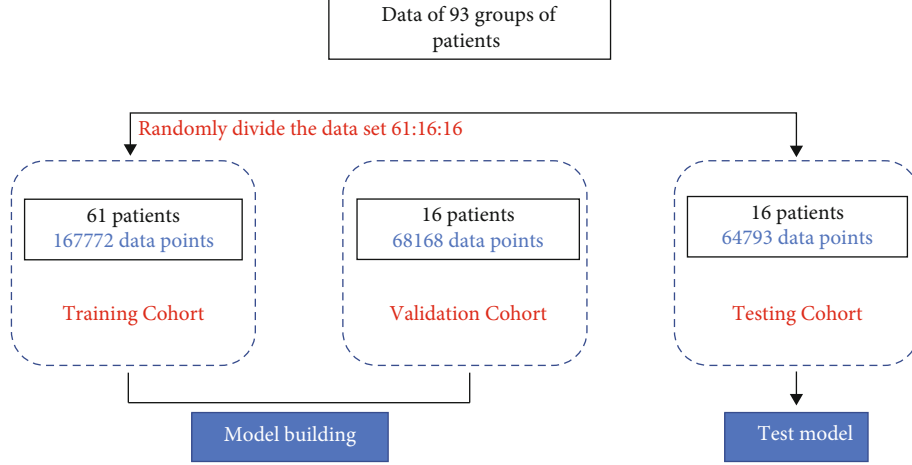 Data of 93 groups of
patients
Randomly divide the data set 61:16:16
61 patients
167772 data points
Training Cohort
16 patients
68168 data points
Validation Cohort
16 patients
64793 data points
Testing Cohort
Model building
Test model